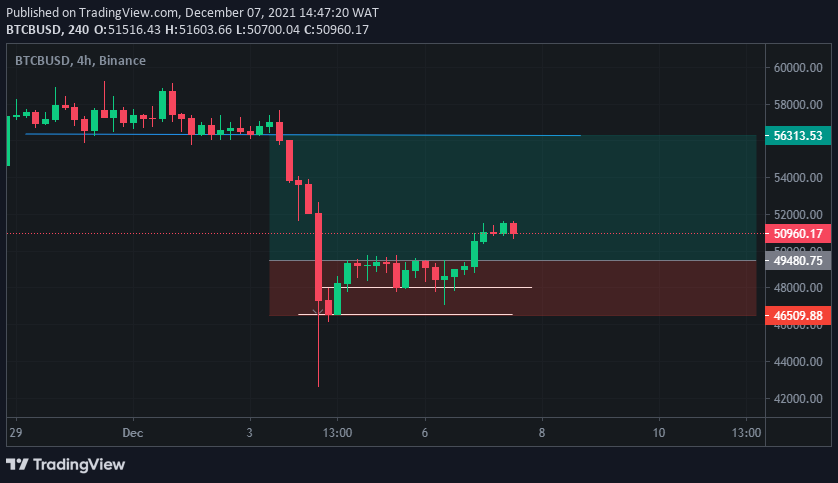 Published on TradingView.com, December 07, 2021 14:47:20 WAT
BTCBUSD, 240 O:51516.43 H:51603.66 L:50700.04 C:50960.17
BTCBUSD, 4h, Binance
60000.00
58000.00
56313.53
54000.00
52000.00
50960.17
49480.75
48000.00
46509.88
44000.00
42000.00
29 Dec 3 13:00 6 8 10 13:00
TradingView